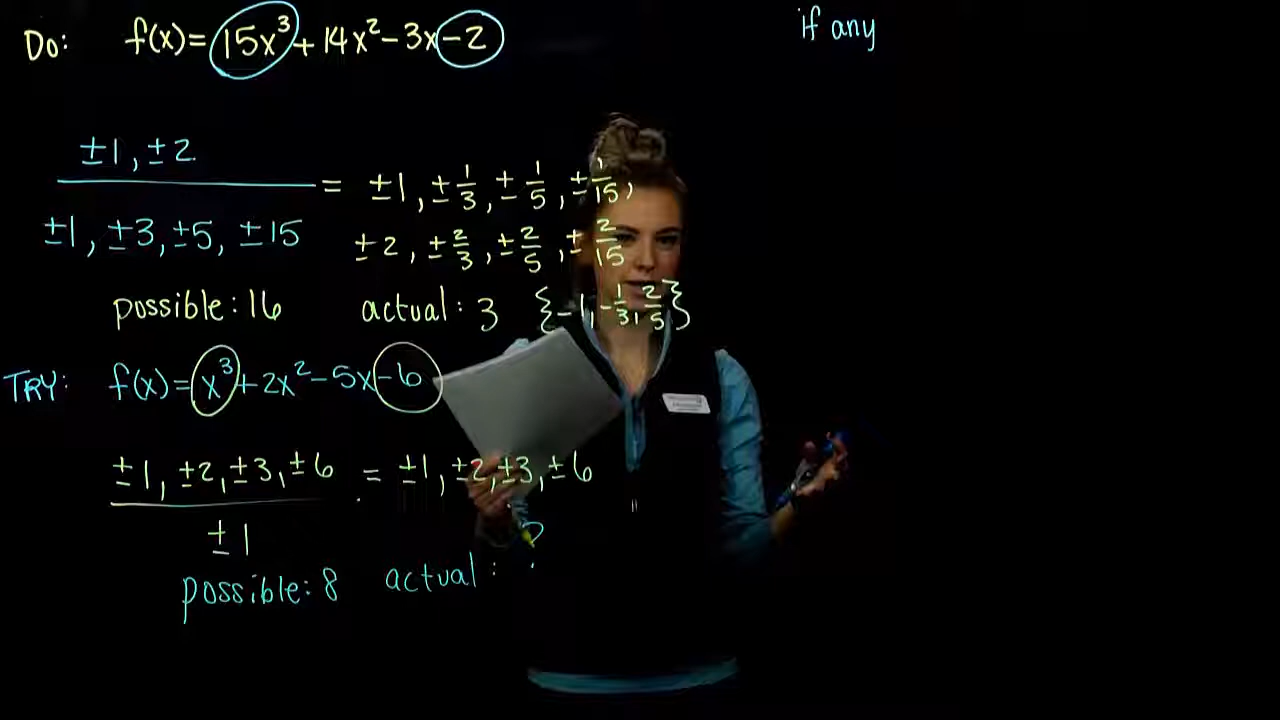 Do: f(x) = 15x³ + 14x² - 3x - 2
if any
±1, ±2
±1, ±3, ±5, ±15
= ±1, ±1/3, ±1/5, ±1/15,
±2, ±2/3, ±2/5, ±2/15
possible: 16 actual: 3 {-1, -1/3, 2/5}
TRY: f(x) = x³ + 2x² - 5x - 6
±1, ±2, ±3, ±6 = ±1, ±2, ±3, ±6
±1
possible: 8 actual: ?